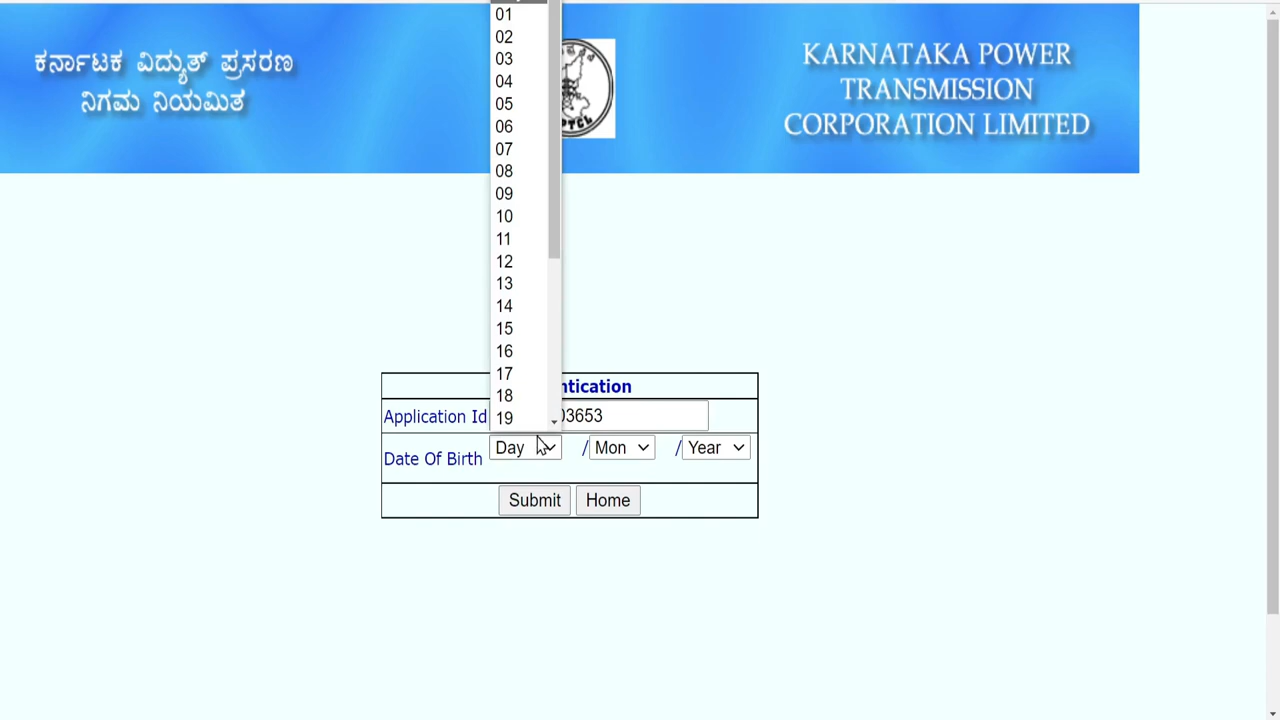 ಕರ್ನಾಟಕ ವಿದ್ಯುತ್ ಪ್ರಸರಣ
ನಿಗಮ ನಿಯಮಿತ
KARNATAKA POWER
TRANSMISSION
CORPORATION LIMITED
01
02
03
04
05
06
07
08
09
10
11
12
13
14
15
16
17
18
19
Application Id
Date Of Birth
Day / Mon / Year
Submit Home